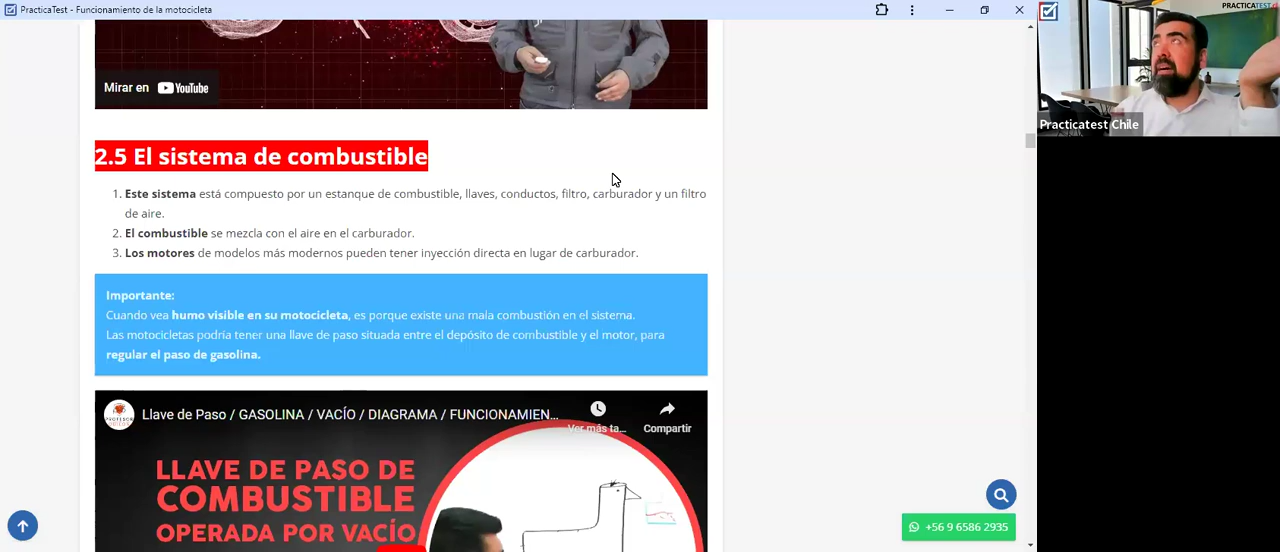 PracticaTest - Funcionamiento de la motocicleta
PRACTICATEST
Mirar en YouTube
Practicatest Chile
2.5 El sistema de combustible
1. Este sistema está compuesto por un estanque de combustible, llaves, conductos, filtro, carburador y un filtro
de aire.
2. El combustible se mezcla con el aire en el carburador.
3. Los motores de modelos más modernos pueden tener inyección directa en lugar de carburador.
Importante:
Cuando vea humo visible en su motocicleta, es porque existe una mala combustión en el sistema.
Las motocicletas podría tener una llave de paso situada entre el depósito de combustible y el motor, para
regular el paso de gasolina.
Llave de Paso / GASOLINA / VACÍO / DIAGRAMA / FUNCIONAMIEN...
Ver más ta...
Compartir
LLAVE DE PASO DE
COMBUSTIBLE
OPERADA POR VACÍO
+56 9 6586 2935